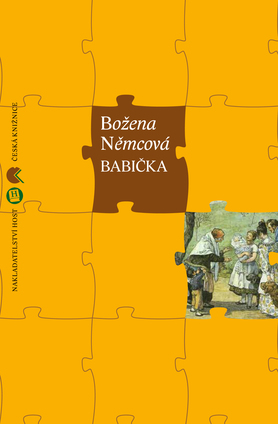 Božena
Němcová
BABIČKA
NAKLADATELSTVÍ HOST
ČESKÁ KNIŽNICE